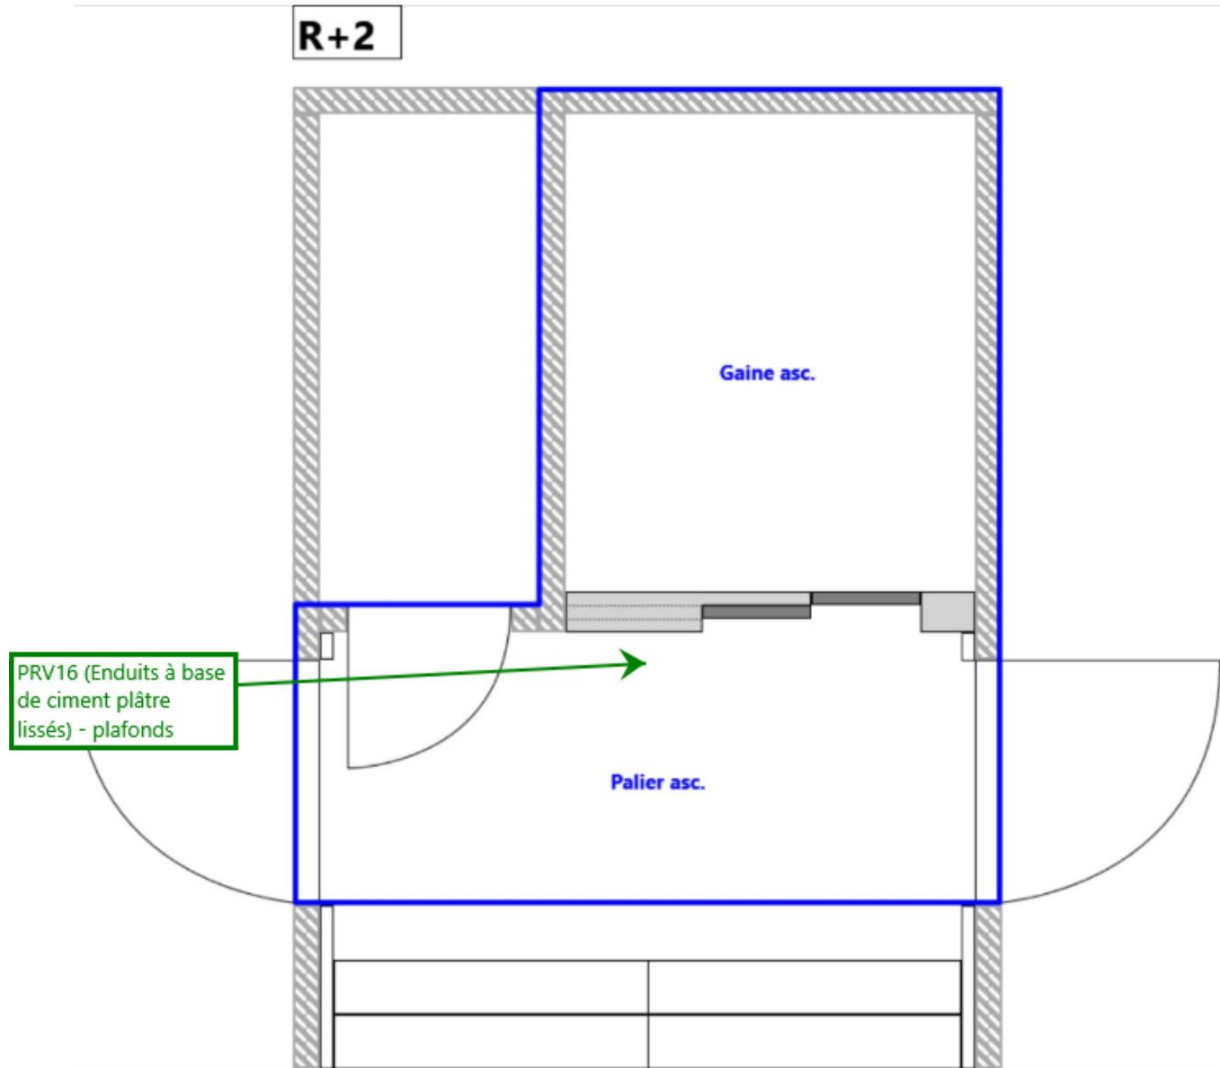 R+2
Gaine asc.
PRV16 (Enduits à base
de ciment plâtre
lissés) - plafonds
Palier asc.